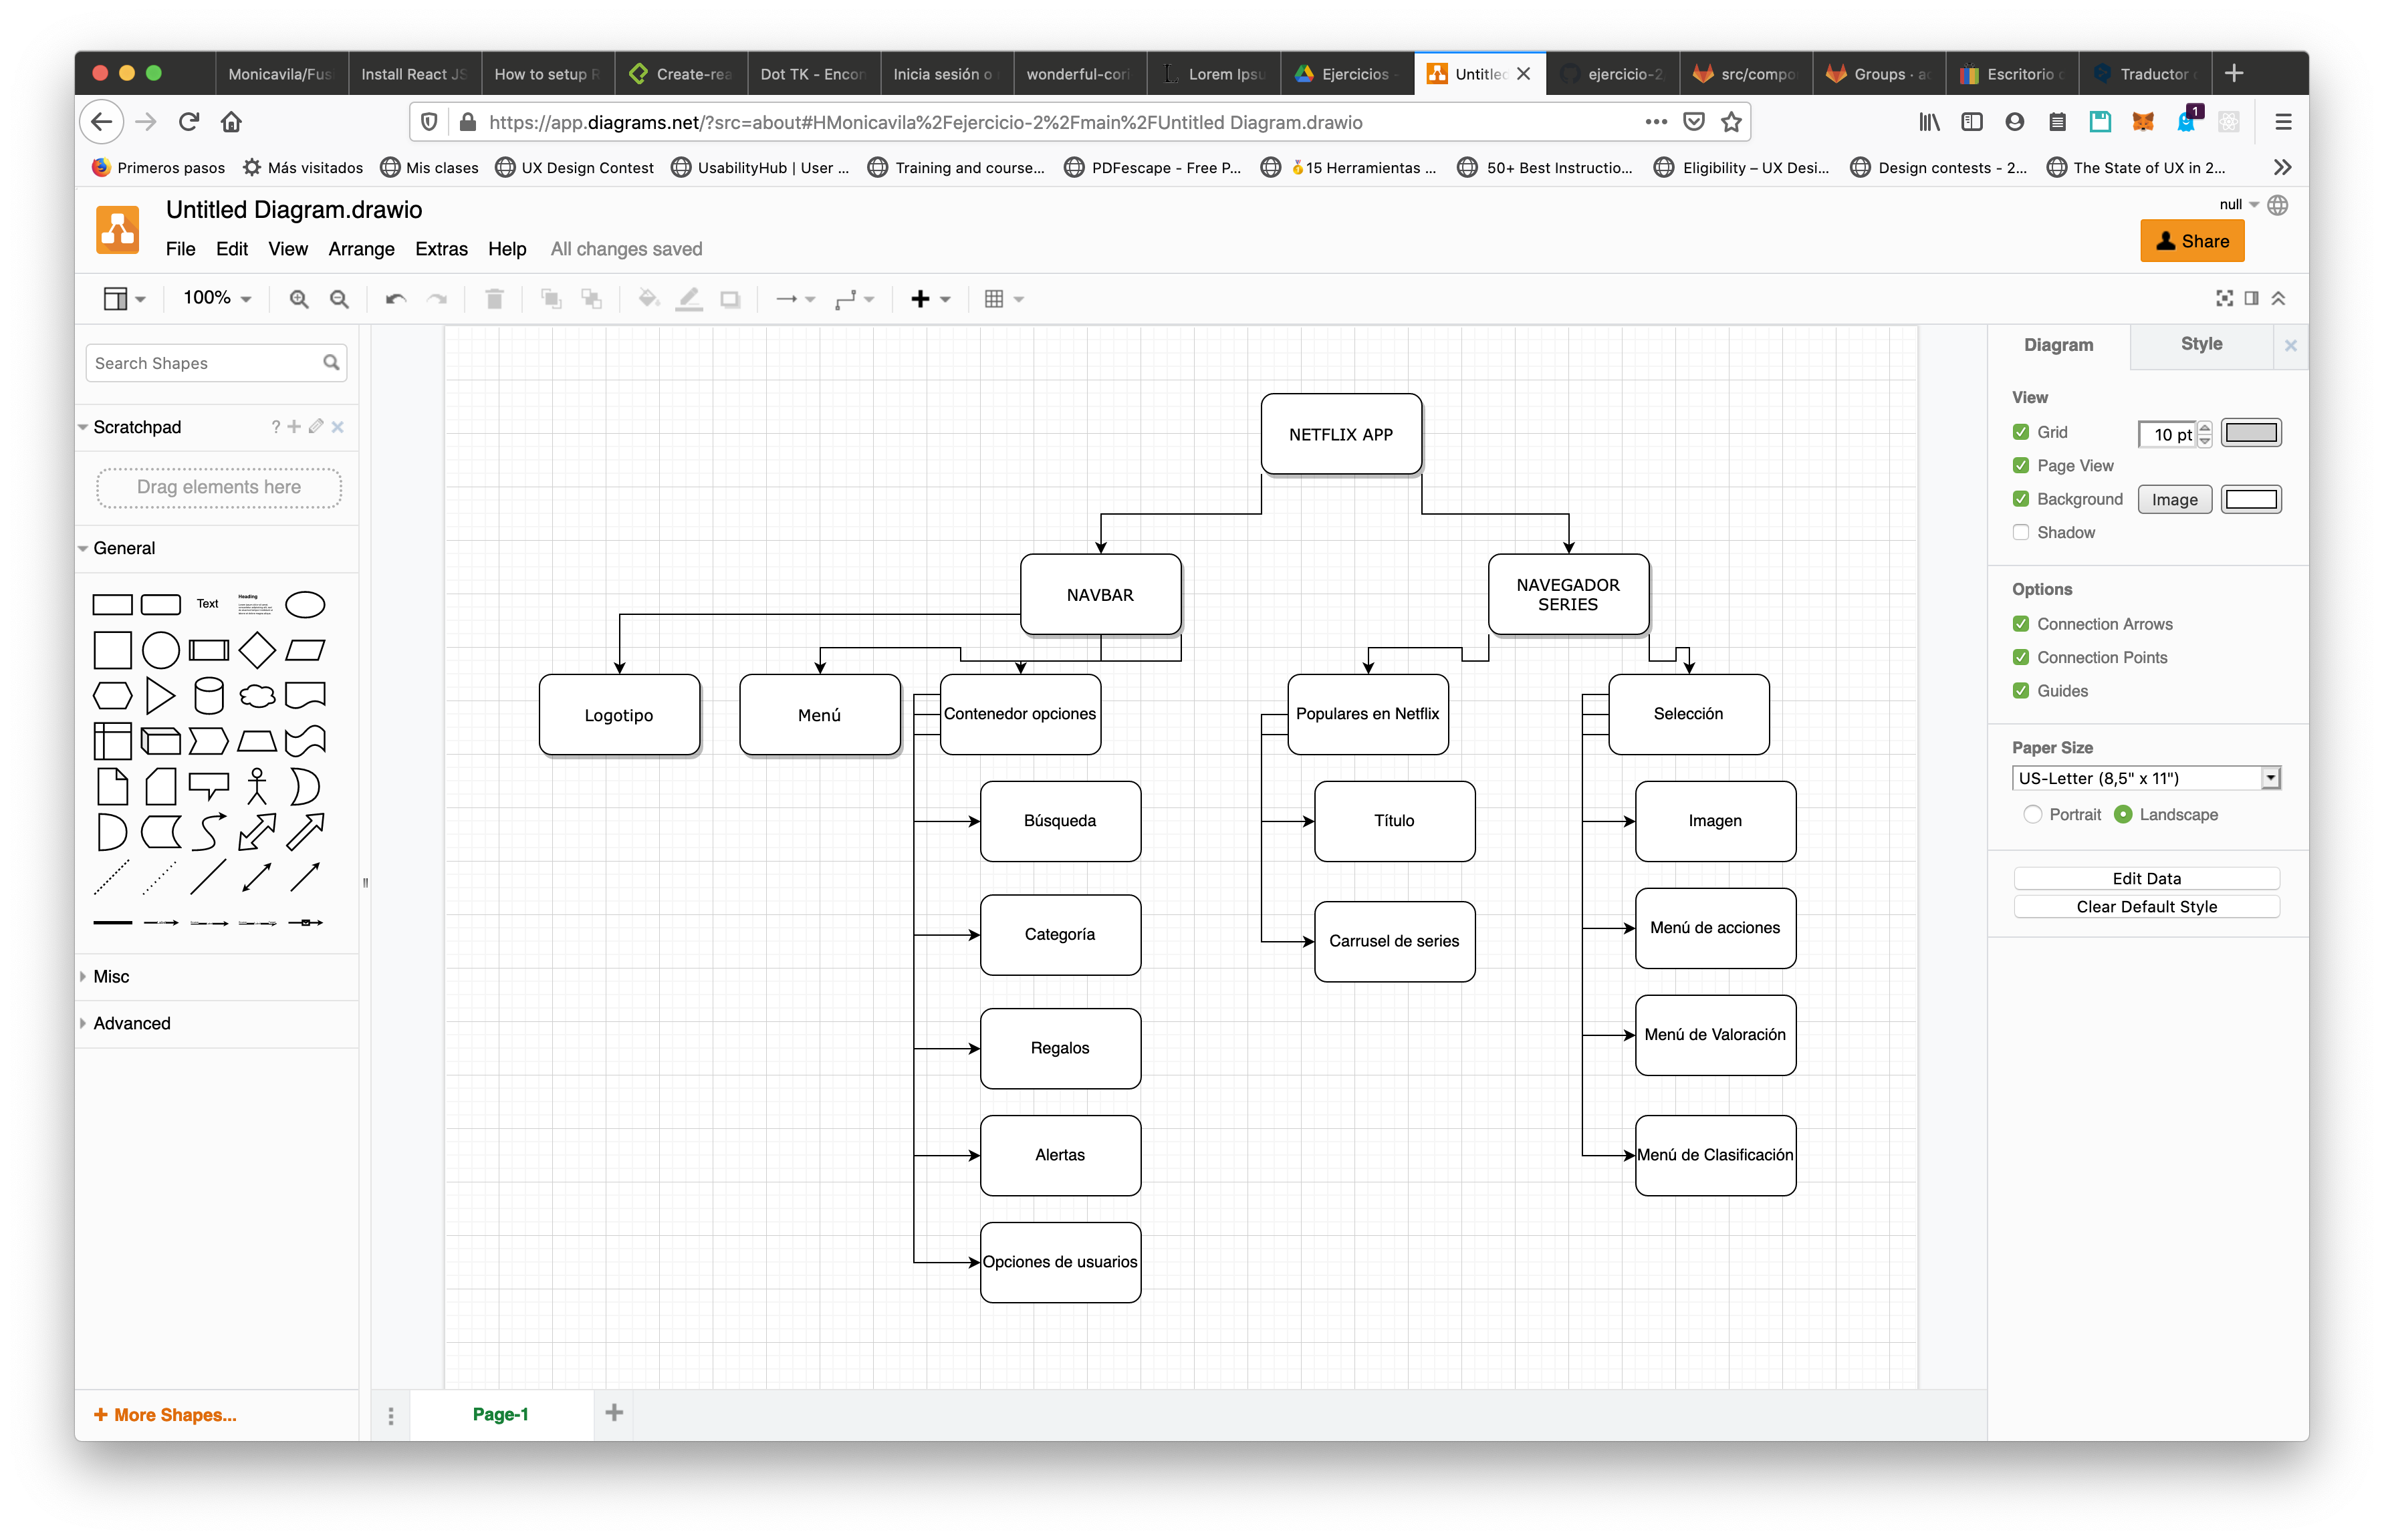 Monicavila/Fus
Install React JS
How to setup R
Create-rea
Dot TK - Encon
Inicia sesión o
wonderful-cori
Lorem Ipsu
Ejercicios -
Untitled
ejercicio-2
src/compo
Groups · a
Escritorio
Traductor
https://app.diagrams.net/?src=about#HMonicavila%2Fejercicio-2%2Fmain%2FUntitled Diagram.drawio
1
Primeros pasos
Más visitados
Mis clases
UX Design Contest
UsabilityHub | User ...
Training and course...
PDFescape - Free P...
15 Herramientas ...
50+ Best Instructio...
Eligibility – UX Desi...
Design contests - 2...
The State of UX in 2...
Untitled Diagram.drawio
null
File Edit View Arrange Extras Help All changes saved
Share
100%
Search Shapes
Scratchpad
?
Drag elements here
General
Text
Heading
Misc
Advanced
+ More Shapes...
NETFLIX APP
NAVBAR
NAVEGADOR
SERIES
Logotipo
Menú
Contenedor opciones
Populares en Netflix
Selección
Búsqueda
Título
Imagen
Categoría
Carrusel de series
Menú de acciones
Regalos
Menú de Valoración
Alertas
Menú de Clasificación
Opciones de usuarios
Page-1
Diagram
Style
View
Grid
10 pt
Page View
Background
Image
Shadow
Options
Connection Arrows
Connection Points
Guides
Paper Size
US-Letter (8,5" x 11")
Portrait
Landscape
Edit Data
Clear Default Style